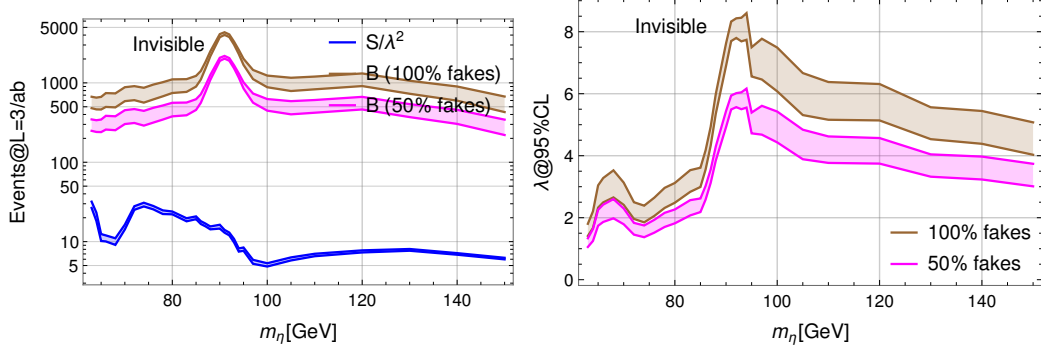 Invisible
S/λ²
B (100% fakes)
B (50% fakes)
Events@L=3/ab
5000
1000
500
100
50
10
5
80
100
120
140
mη[GeV]
Invisible
λ@95%CL
8
6
4
2
0
100% fakes
50% fakes
80
100
120
140
mη[GeV]